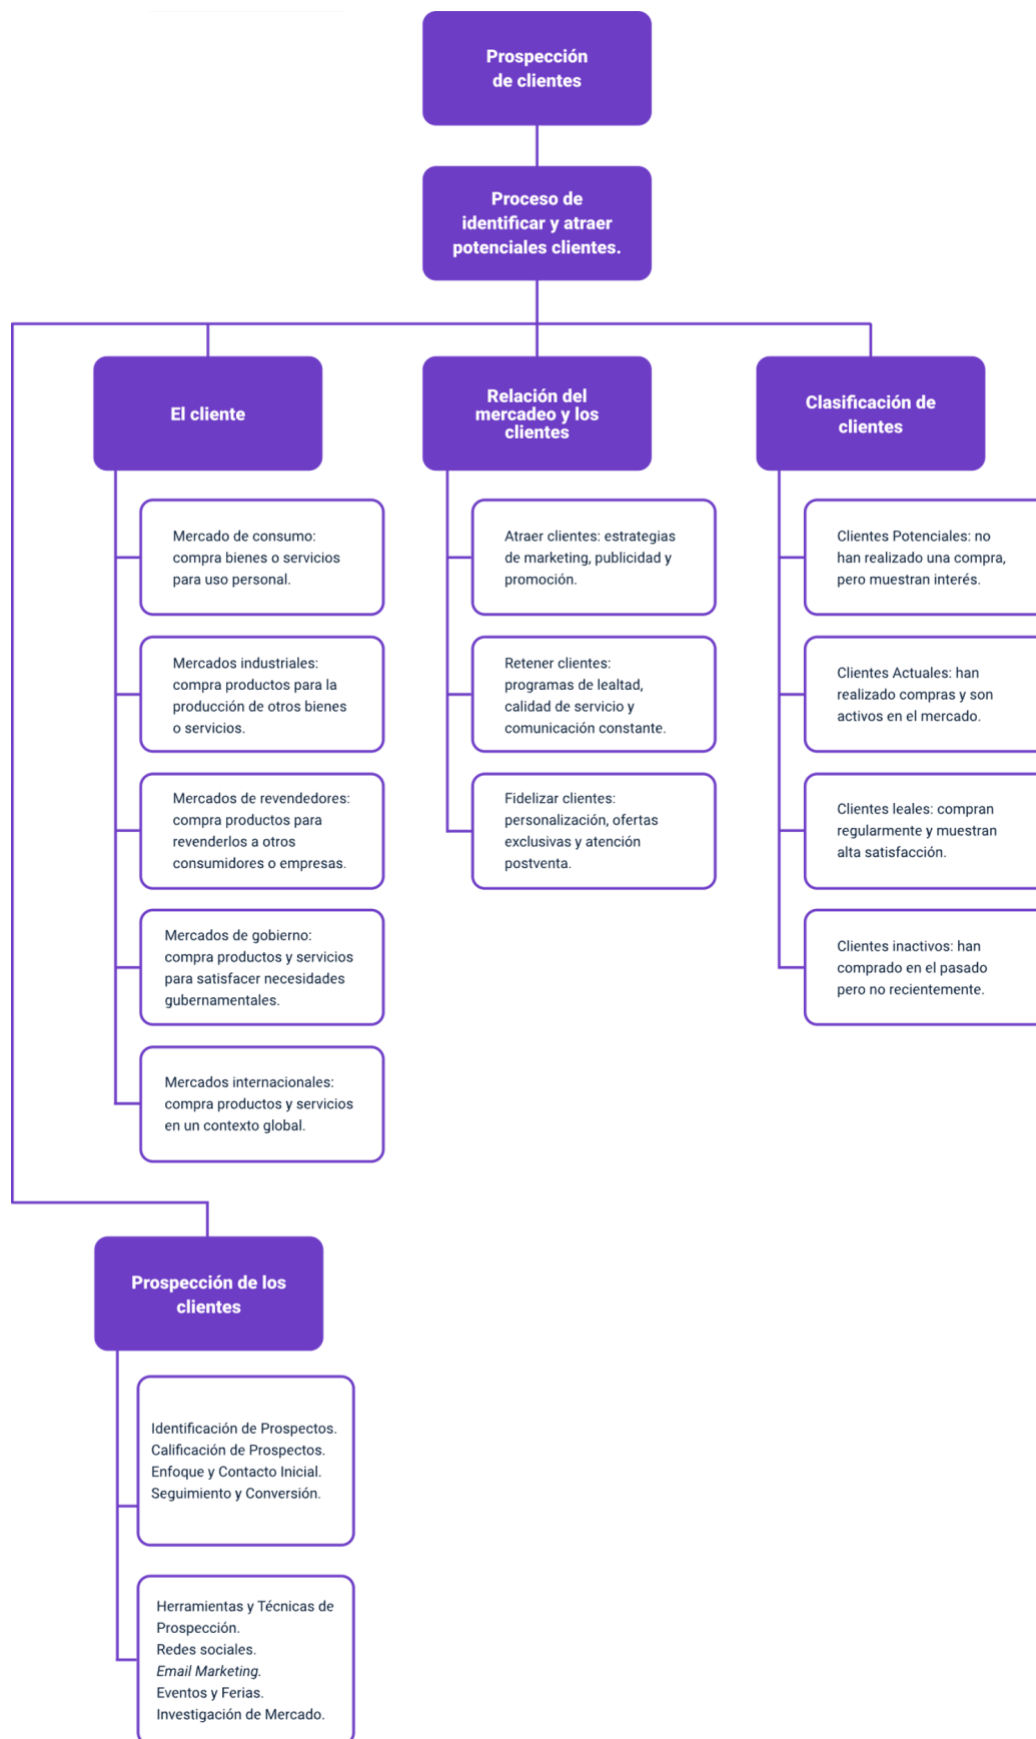 Prospección
de clientes
Proceso de
identificar y atraer
potenciales clientes.
El cliente
Mercado de consumo:
compra bienes o servicios
para uso personal.
Mercados industriales:
compra productos para la
producción de otros bienes
o servicios.
Mercados de revendedores:
compra productos para
revenderlos a otros
consumidores o empresas.
Mercados de gobierno:
compra productos y servicios
para satisfacer necesidades
gubernamentales.
Mercados internacionales:
compra productos y servicios
en un contexto global.
Relación del
mercadeo y los
clientes
Atraer clientes: estrategias
de marketing, publicidad y
promoción.
Retener clientes:
programas de lealtad,
calidad de servicio y
comunicación constante.
Fidelizar clientes:
personalización, ofertas
exclusivas y atención
postventa.
Clasificación de
clientes
Clientes Potenciales: no
han realizado una compra,
pero muestran interés.
Clientes Actuales: han
realizado compras y son
activos en el mercado.
Clientes leales: compran
regularmente y muestran
alta satisfacción.
Clientes inactivos: han
comprado en el pasado
pero no recientemente.
Prospección de los
clientes
Identificación de Prospectos.
Calificación de Prospectos.
Enfoque y Contacto Inicial.
Seguimiento y Conversión.
Herramientas y Técnicas de
Prospección.
Redes sociales.
Email Marketing.
Eventos y Ferias.
Investigación de Mercado.